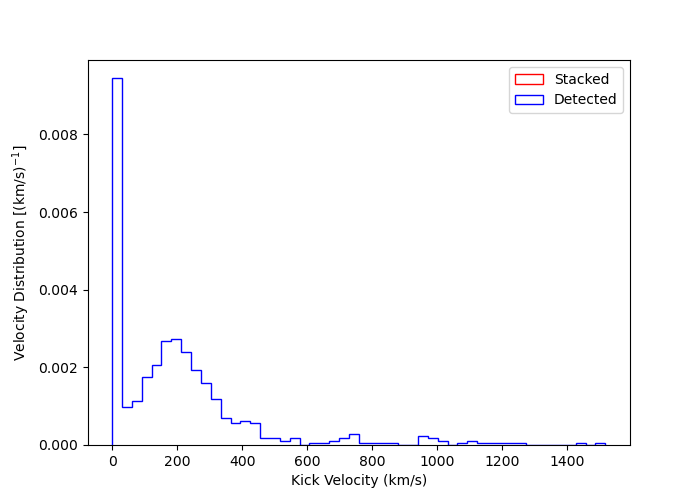 Stacked
Detected
Velocity Distribution [(km/s)⁻¹]
0.008
0.006
0.004
0.002
0.000
0 200 400 600 800 1000 1200 1400
Kick Velocity (km/s)